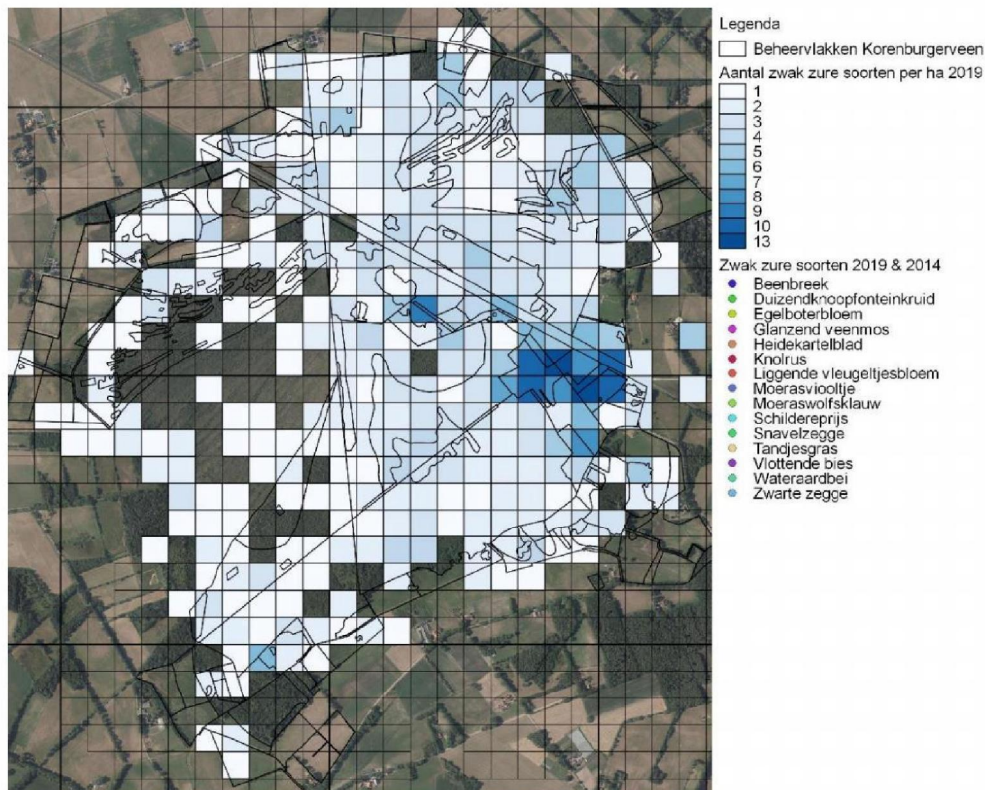 Legenda
Beheervlakken Korenburgerveen
Aantal zwak zure soorten per ha 2019
1
2
3
4
5
6
7
8
9
10
13
Zwak zure soorten 2019 & 2014
Beenbreek
Duizendknoopfonteinkruid
Egelboterbloem
Glanzend veenmos
Heidekartelblad
Knolrus
Liggende vleugeltjesbloem
Moerasviooltje
Moeraswolfsklauw
Schildereprijs
Snavelzegge
Tandjesgras
Vlottende bies
Wateraardbei
Zwarte zegge